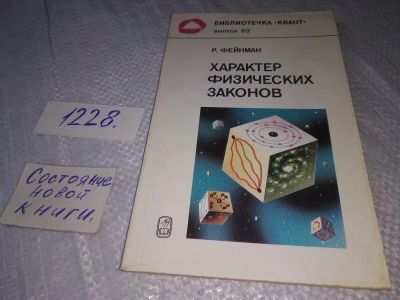 БИБЛИОТЕЧКА «КВАНТ»
ВЫПУСК 62
Р. ФЕЙНМАН
ХАРАКТЕР
ФИЗИЧЕСКИХ
ЗАКОНОВ
1228.
Состояние
новой
книги.